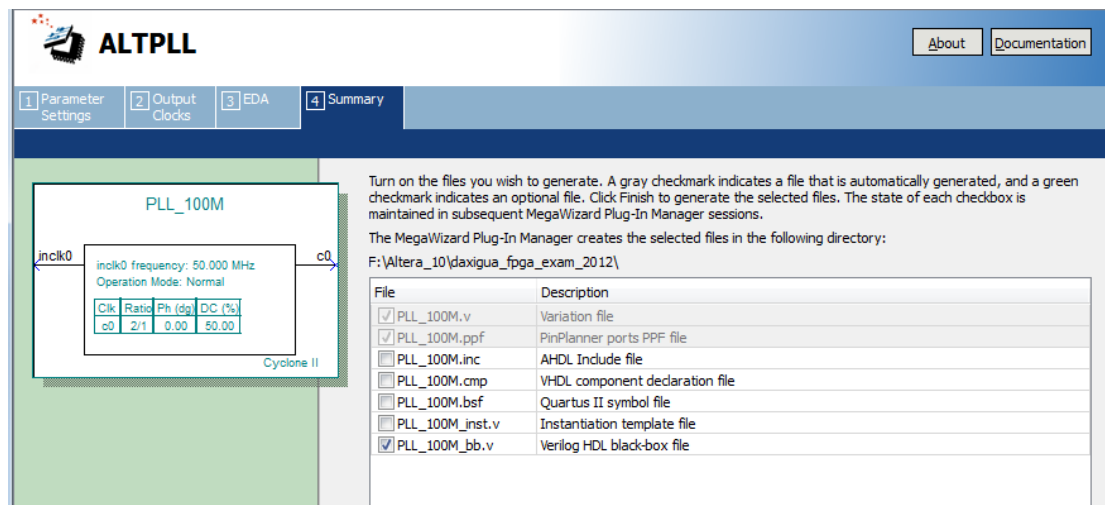 ALTPLL
About
Documentation
1 Parameter
Settings
2 Output
Clocks
3 EDA
4 Summary
PLL_100M
inclk0
c0
inclk0 frequency: 50.000 MHz
Operation Mode: Normal
Clk Ratio Ph (dg) DC (%)
c0 2/1 0.00 50.00
Cyclone II
Turn on the files you wish to generate. A gray checkmark indicates a file that is automatically generated, and a green
checkmark indicates an optional file. Click Finish to generate the selected files. The state of each checkbox is
maintained in subsequent MegaWizard Plug-In Manager sessions.
The MegaWizard Plug-In Manager creates the selected files in the following directory:
F:\Altera_10\daxigua_fpga_exam_2012\
File Description
PLL_100M.v Variation file
PLL_100M.ppf PinPlanner ports PPF file
PLL_100M.inc AHDL Include file
PLL_100M.cmp VHDL component declaration file
PLL_100M.bsf Quartus II symbol file
PLL_100M_inst.v Instantiation template file
PLL_100M_bb.v Verilog HDL black-box file